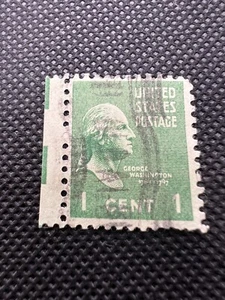 UNITED
STATES
POSTAGE
GEORGE
WASHINGTON
1 CENT 1